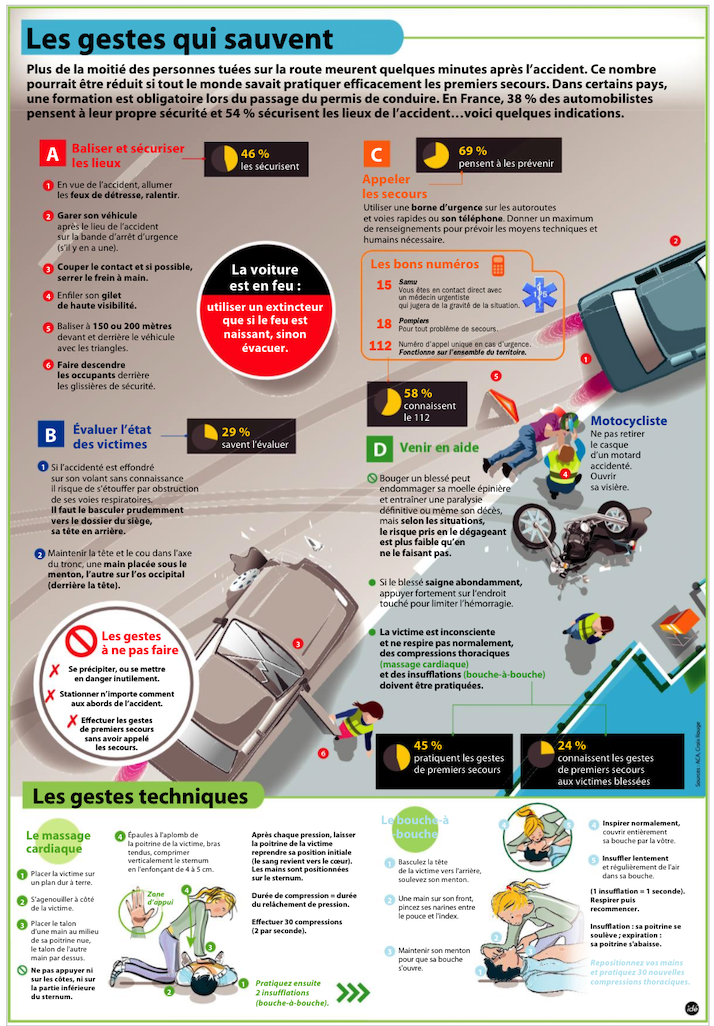 Les gestes qui sauvent
Plus de la moitié des personnes tuées sur la route meurent quelques minutes après l'accident. Ce nombre
pourrait être réduit si tout le monde savait pratiquer efficacement les premiers secours. Dans certains pays,
une formation est obligatoire lors du passage du permis de conduire. En France, 38 % des automobilistes
pensent à leur propre sécurité et 54 % sécurisent les lieux de l'accident…voici quelques indications.
A
Baliser et sécuriser
les lieux
46 %
les sécurisent
1 En vue de l'accident, allumer
les feux de détresse, ralentir.
2 Garer son véhicule
après le lieu de l'accident
sur la bande d'arrêt d'urgence
(s'il y en a une).
3 Couper le contact et si possible,
serrer le frein à main.
4 Enfiler son gilet
de haute visibilité.
5 Baliser à 150 ou 200 mètres
devant et derrière le véhicule
avec les triangles.
6 Faire descendre
les occupants derrière
les glissières de sécurité.
La voiture
est en feu :
utiliser un extincteur
que si le feu est
naissant, sinon
évacuer.
C
69 %
pensent à les prévenir
Appeler
les secours
Utiliser une borne d'urgence sur les autoroutes
et voies rapides ou son téléphone. Donner un maximum
de renseignements pour prévoir les moyens techniques et
humains nécessaire.
Les bons numéros
15 Samu
Vous êtes en contact direct avec
un médecin urgentiste
qui jugera de la gravité de la situation.
15
18 Pompiers
Pour tout problème de secours.
112 Numéro d'appel unique en cas d'urgence.
Fonctionne sur l'ensemble du territoire.
58 %
connaissent
le 112
2
1
5
4
Motocycliste
Ne pas retirer
le casque
d'un motard
accidenté.
Ouvrir
sa visière.
B
Évaluer l'état
des victimes
29 %
savent l'évaluer
1 Si l'accidenté est effondré
sur son volant sans connaissance
il risque de s'étouffer par obstruction
de ses voies respiratoires.
Il faut le basculer prudemment
vers le dossier du siège,
sa tête en arrière.
2 Maintenir la tête et le cou dans l'axe
du tronc, une main placée sous le
menton, l'autre sur l'os occipital
(derrière la tête).
D
Venir en aide
Bouger un blessé peut
endommager sa moelle épinière
et entraîner une paralysie
définitive ou même son décès,
mais selon les situations,
le risque pris en le dégageant
est plus faible qu'en
ne le faisant pas.
Si le blessé saigne abondamment,
appuyer fortement sur l'endroit
touché pour limiter l'hémorragie.
La victime est inconsciente
et ne respire pas normalement,
des compressions thoraciques
(massage cardiaque)
et des insufflations (bouche-à-bouche)
doivent être pratiquées.
Les gestes
à ne pas faire
Se précipiter, ou se mettre
en danger inutilement.
Stationner n'importe comment
aux abords de l'accident.
Effectuer les gestes
de premiers secours
sans avoir appelé
les secours.
3
6
45 %
pratiquent les gestes
de premiers secours
24 %
connaissent les gestes
de premiers secours
aux victimes blessées
Sources : ACA, Croix Rouge
Les gestes techniques
Le massage
cardiaque
1 Placer la victime sur
un plan dur à terre.
2 S'agenouiller à côté
de la victime.
3 Placer le talon
d'une main au milieu
de sa poitrine nue,
le talon de l'autre
main par dessus.
Ne pas appuyer ni
sur les côtes, ni sur
la partie inférieure
du sternum.
4 Épaules à l'aplomb de
la poitrine de la victime, bras
tendus, comprimer
verticalement le sternum
en l'enfonçant de 4 à 5 cm.
Zone
d'appui
4
3
2
1
Après chaque pression, laisser
la poitrine de la victime
reprendre sa position initiale
(le sang revient vers le cœur).
Les mains sont positionnées
sur le sternum.
Durée de compression = durée
du relâchement de pression.
Effectuer 30 compressions
(2 par seconde).
Pratiquez ensuite
2 insufflations
(bouche-à-bouche).
Le bouche-à
-bouche
1 Basculez la tête
de la victime vers l'arrière,
soulevez son menton.
2 Une main sur son front,
pincez ses narines entre
le pouce et l'index.
3 Maintenir son menton
pour que sa bouche
s'ouvre.
4
5
2
3
1
4 Inspirer normalement,
couvrir entièrement
sa bouche par la vôtre.
5 Insuffler lentement
et régulièrement de l'air
dans sa bouche.
(1 insufflation = 1 seconde).
Respirer puis
recommencer.
Insufflation : sa poitrine se
soulève ; expiration :
sa poitrine s'abaisse.
Repositionnez vos mains
et pratiquez 30 nouvelles
compressions thoraciques.
idé